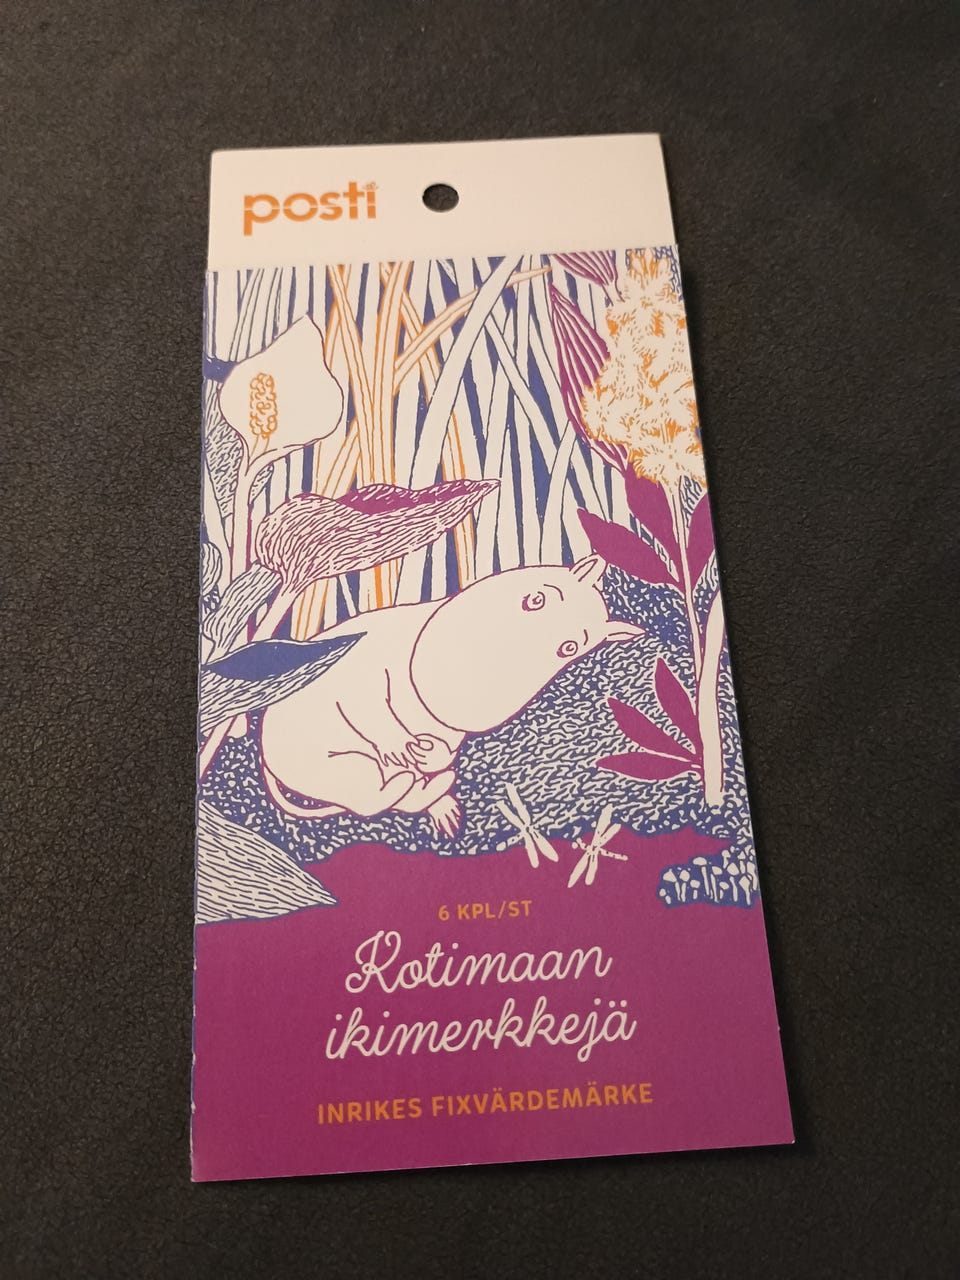 posti
6 KPL/ST
Kotimaan
ikimerkkejä
INRIKES FIXVÄRDEMÄRKE